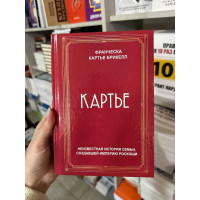 ФРАНЧЕСКА
КАРТЬЕ БРИКЕЛЛ
КАРТЬЕ
НЕИЗВЕСТНАЯ ИСТОРИЯ СЕМЬИ,
СОЗДАВШЕЙ ИМПЕРИЮ РОСКОШИ